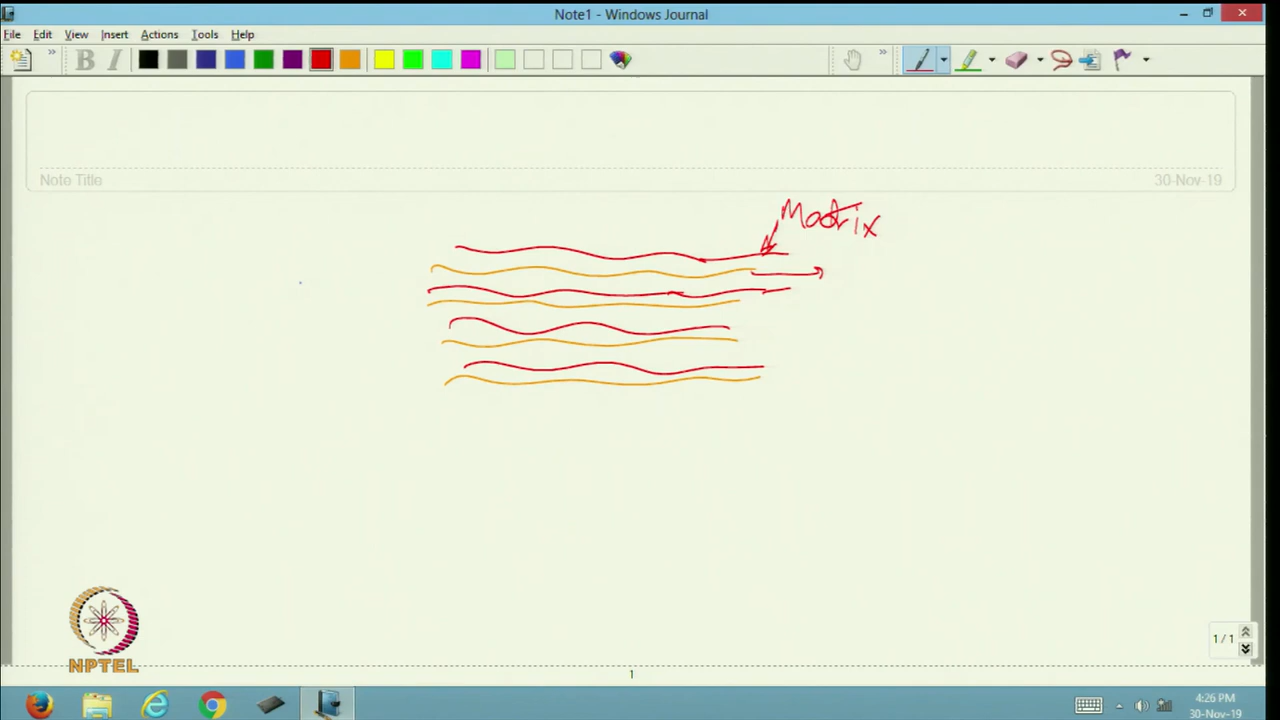 Note1 - Windows Journal
File Edit View Insert Actions Tools Help
B I
Note Title
30-Nov-19
Matrix
1 / 1
NPTEL
1
4:26 PM
30-Nov-19